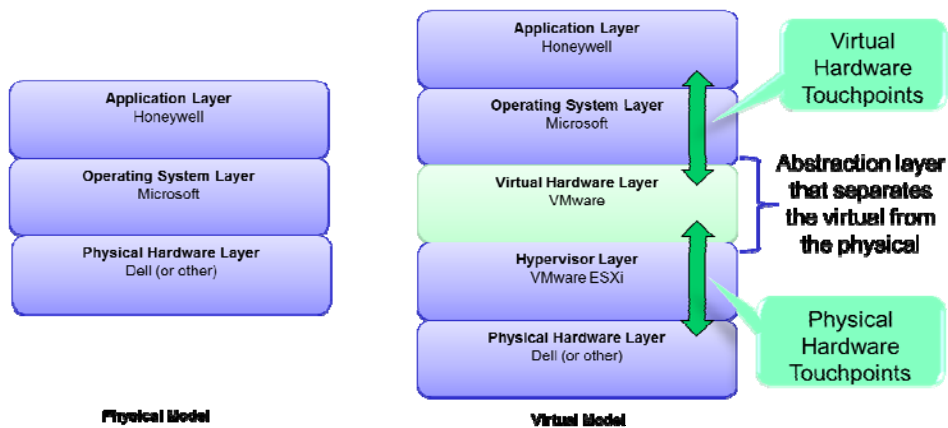 Application Layer
Honeywell
Operating System Layer
Microsoft
Physical Hardware Layer
Dell (or other)
Physical Model
Application Layer
Honeywell
Operating System Layer
Microsoft
Virtual Hardware Layer
VMware
Hypervisor Layer
VMware ESXi
Physical Hardware Layer
Dell (or other)
Virtual Model
Virtual
Hardware
Touchpoints
Abstraction layer
that separates
the virtual from
the physical
Physical
Hardware
Touchpoints